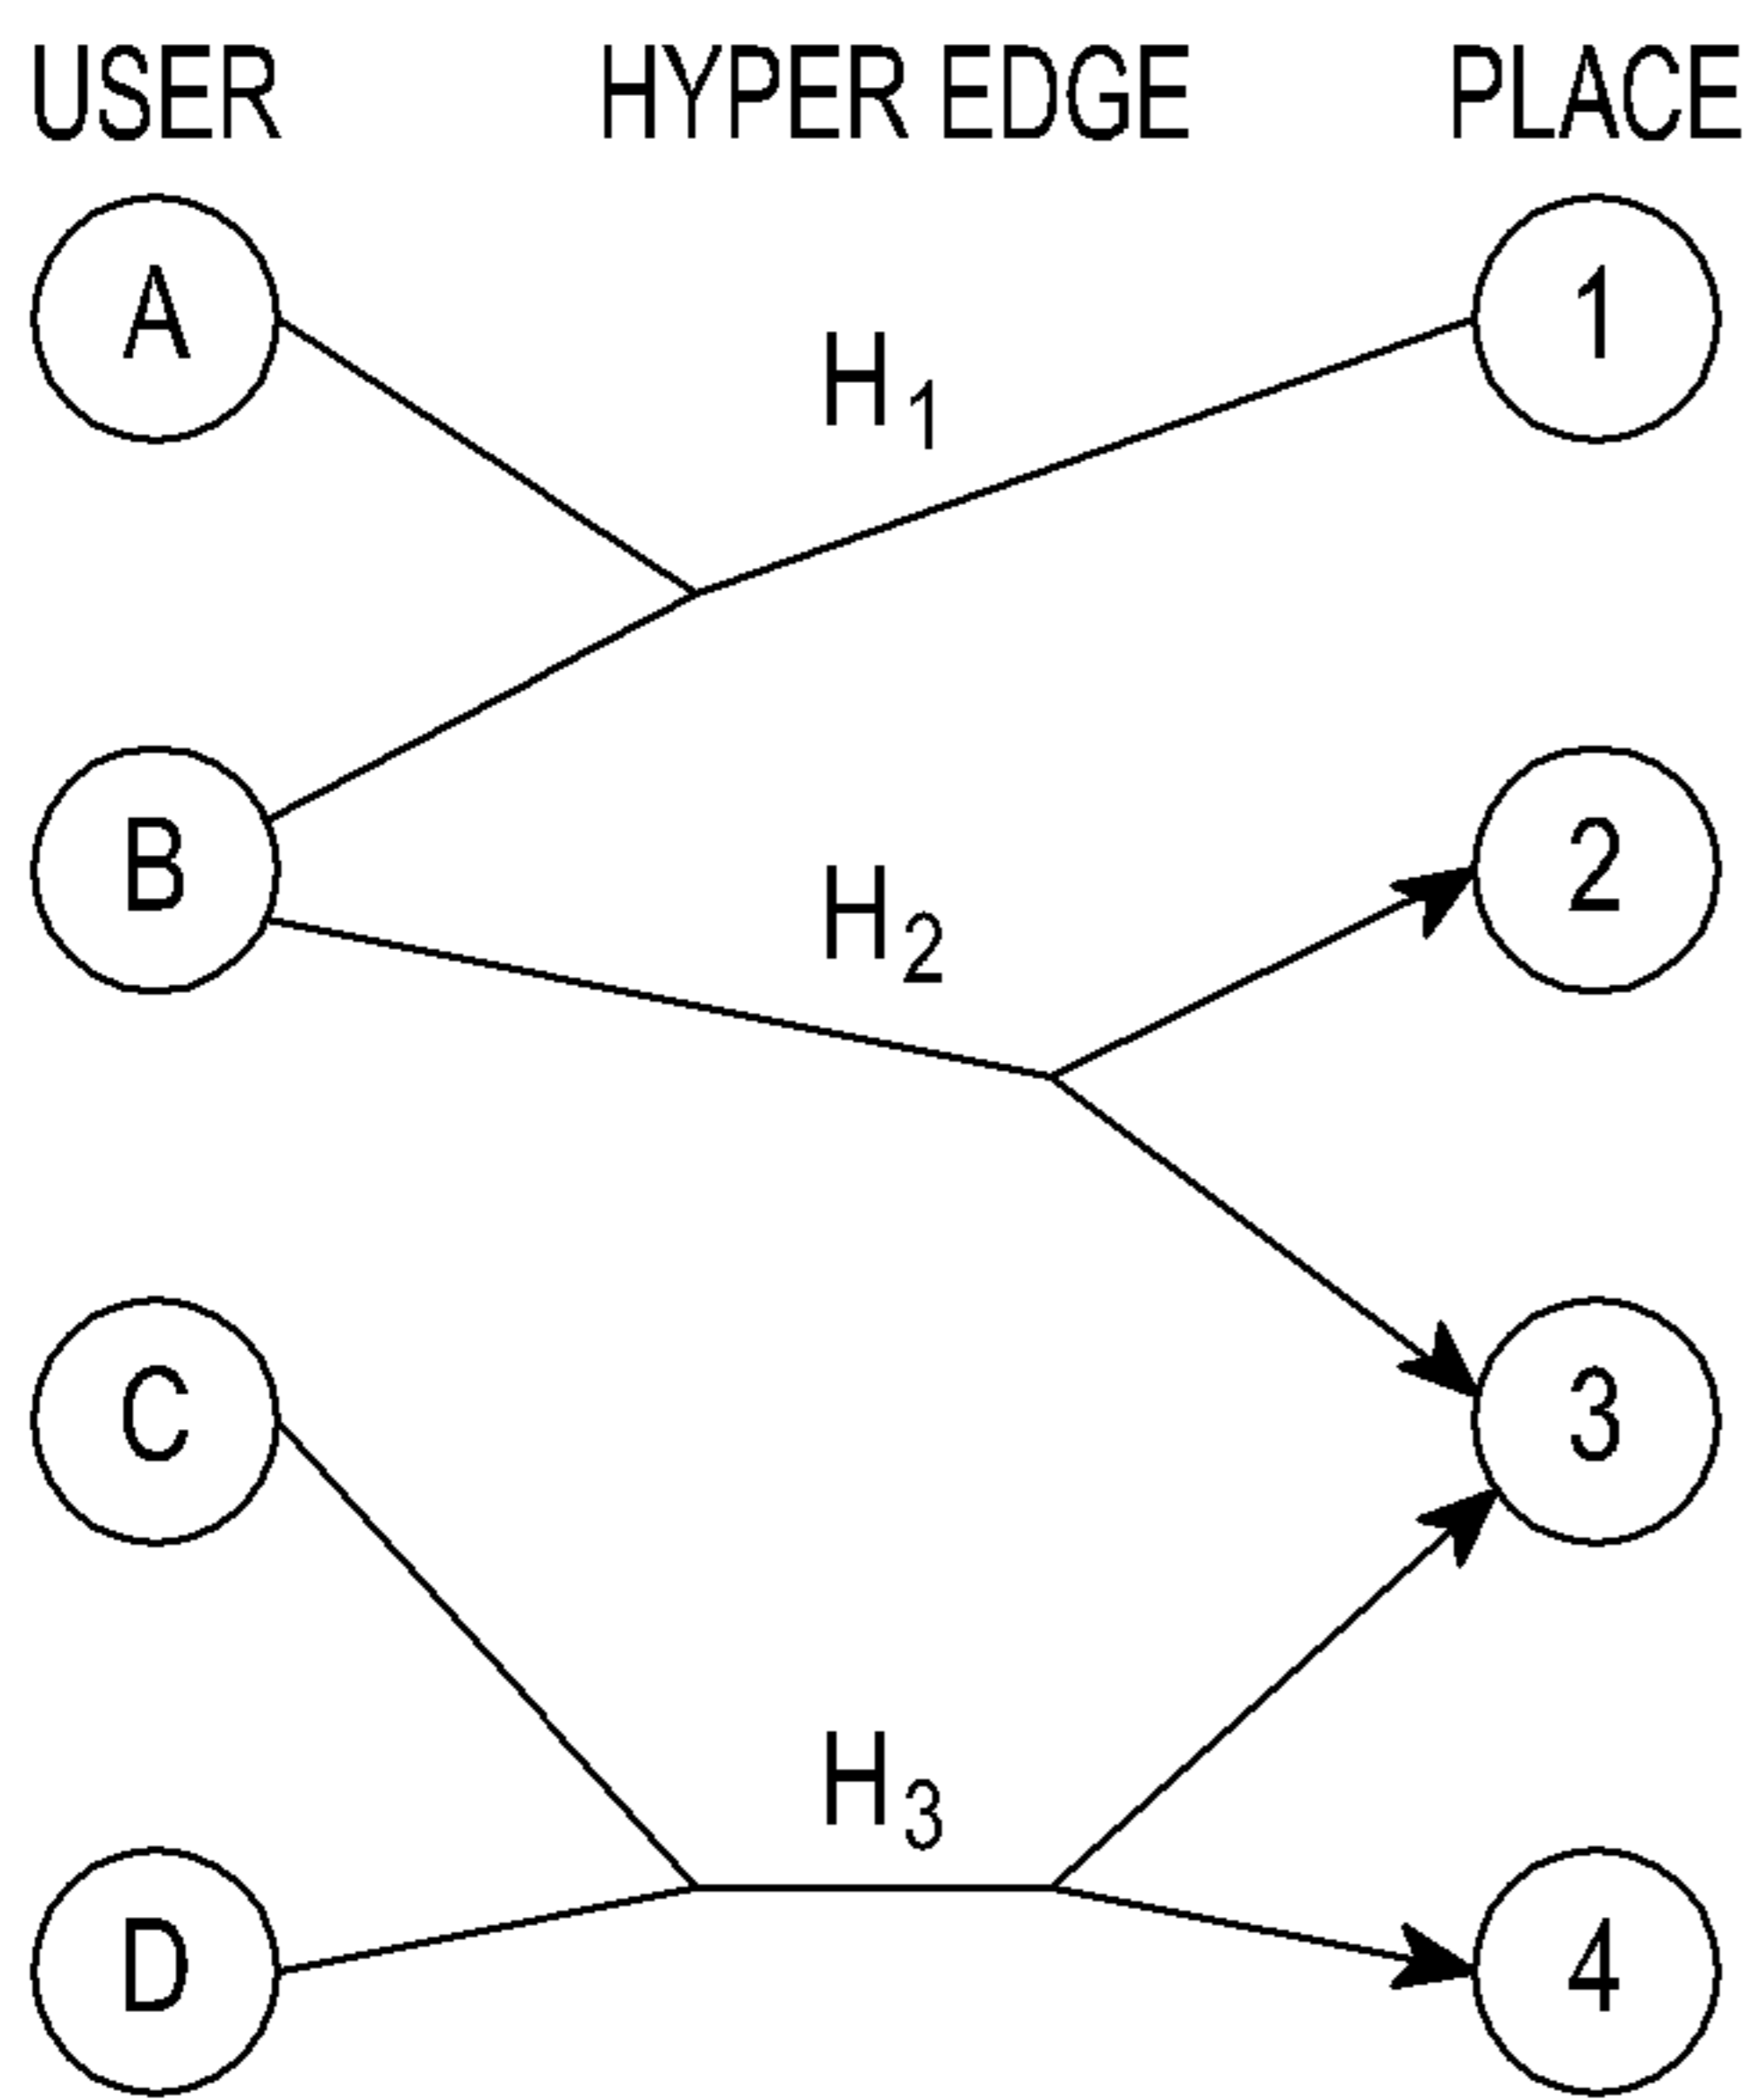 USER HYPER EDGE PLACE
A 1
H1
B 2
H2
C 3
H3
D 4